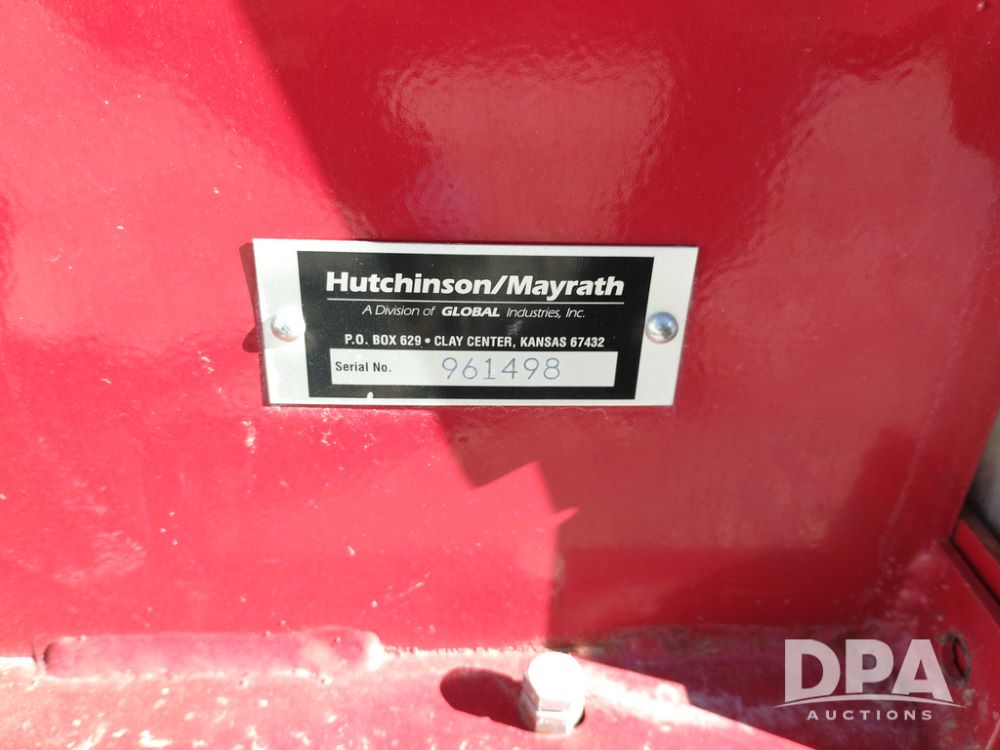 Hutchinson/Mayrath
A Division of GLOBAL Industries, Inc.
P.O. BOX 629 • CLAY CENTER, KANSAS 67432
Serial No. 961498
DPA
AUCTIONS